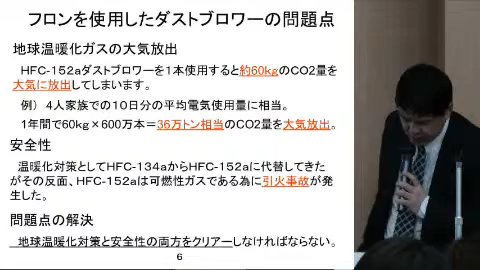 フロンを使用したダストブロワーの問題点
地球温暖化ガスの大気放出
HFC-152aダストブロワーを1本使用すると約60kgのCO2量を
大気に放出してしまいます。
例） 4人家族での10日分の平均電気使用量に相当。
1年間で60kg×600万本＝36万トン相当のCO2量を大気放出。
安全性
温暖化対策としてHFC-134aからHFC-152aに代替してきた
がその反面、HFC-152aは可燃性ガスである為に引火事故が発
生した。
問題点の解決
地球温暖化対策と安全性の両方をクリアーしなければならない。
6